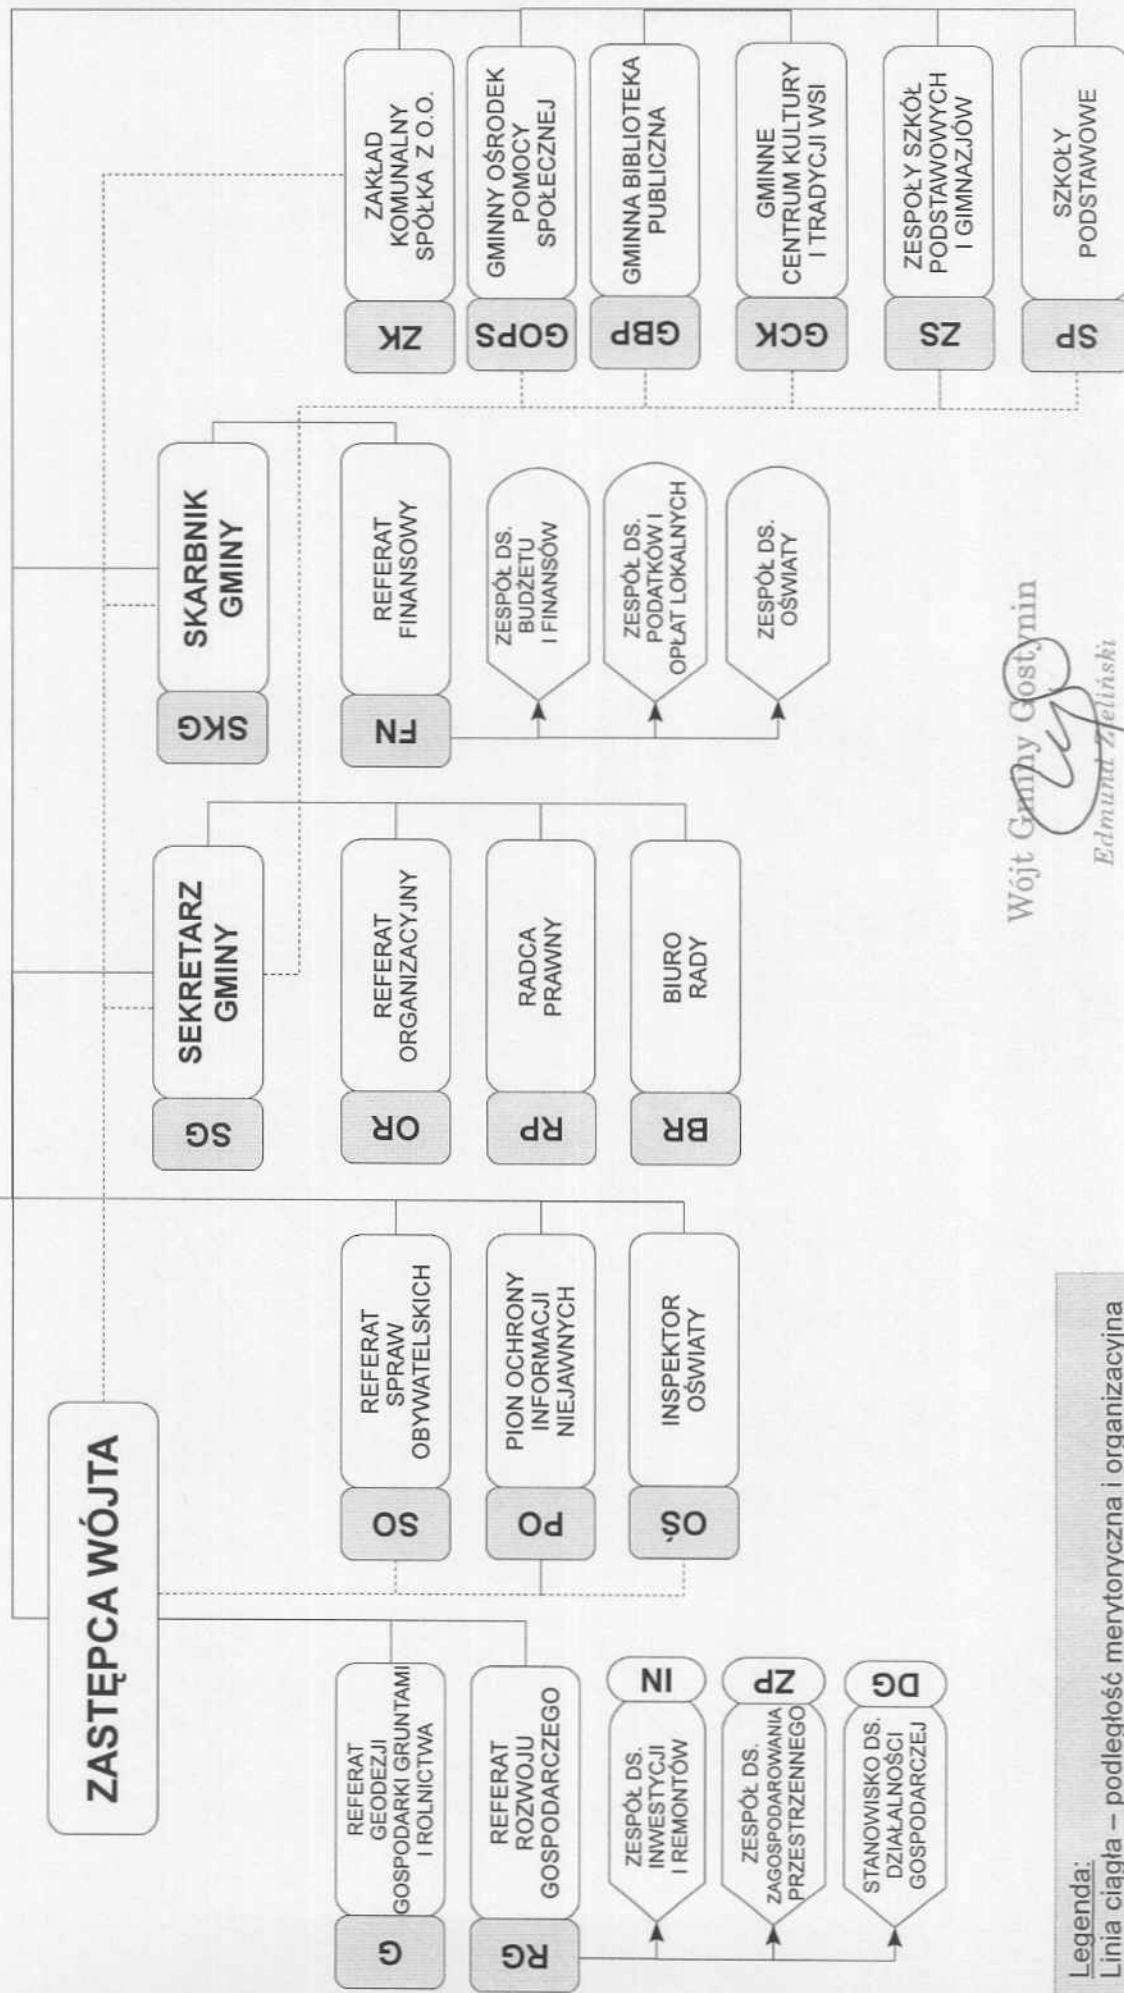 ZASTĘPCA WÓJTA
G
REFERAT
GEODEZJI
GOSPODARKI GRUNTAMI
I ROLNICTWA
RG
REFERAT
ROZWOJU
GOSPODARCZEGO
ZESPÓŁ DS.
INWESTYCJI
I REMONTÓW
IN
ZESPÓŁ DS.
ZAGOSPODAROWANIA
PRZESTRZENNEGO
ZP
STANOWISKO DS.
DZIAŁALNOŚCI
GOSPODARCZEJ
DG
SO
REFERAT
SPRAW
OBYWATELSKICH
PO
PION OCHRONY
INFORMACJI
NIEJAWNYCH
OŚ
INSPEKTOR
OŚWIATY
SG
SEKRETARZ
GMINY
OR
REFERAT
ORGANIZACYJNY
RP
RADCA
PRAWNY
BR
BIURO
RADY
SKG
SKARBNIK
GMINY
FN
REFERAT
FINANSOWY
ZESPÓŁ DS.
BUDŻETU
I FINANSÓW
ZESPÓŁ DS.
PODATKÓW I
OPŁAT LOKALNYCH
ZESPÓŁ DS.
OŚWIATY
ZK
ZAKŁAD
KOMUNALNY
SPÓŁKA Z O.O.
GOPS
GMINNY OŚRODEK
POMOCY
SPOŁECZNEJ
GBP
GMINNA BIBLIOTEKA
PUBLICZNA
GCK
GMINNE
CENTRUM KULTURY
I TRADYCJI WSI
ZS
ZESPOŁY SZKÓŁ
PODSTAWOWYCH
I GIMNAZJÓW
SP
SZKOŁY
PODSTAWOWE
Wójt Gminy Gostynin
Edmund Zieliński
Legenda:
Linia ciągła – podległość merytoryczna i organizacyjna